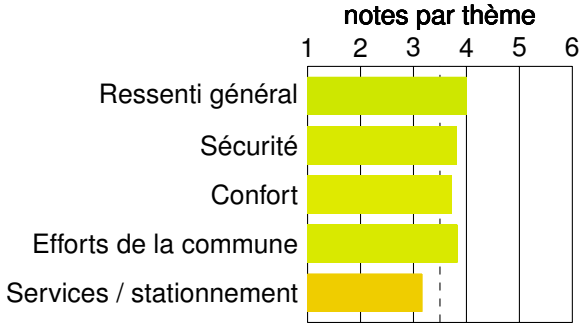 notes par thème
1 2 3 4 5 6
Ressenti général
Sécurité
Confort
Efforts de la commune
Services / stationnement